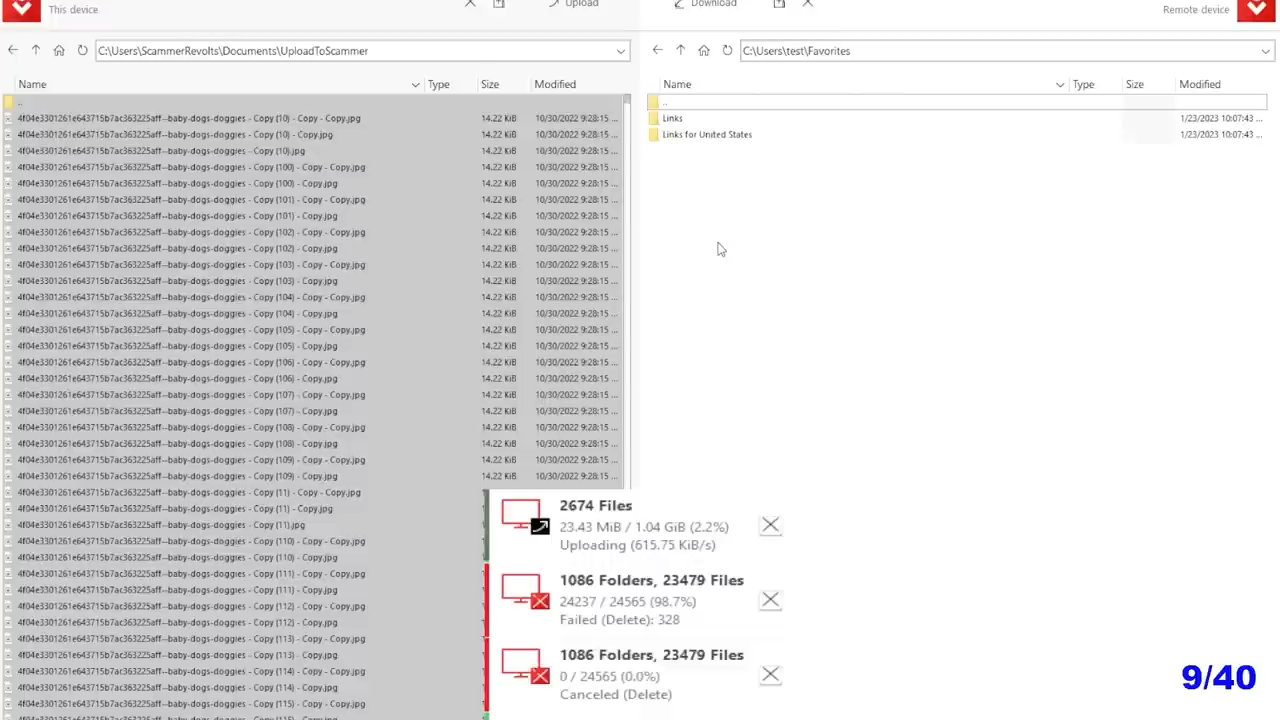 This device
Upload
C:\Users\ScammerRevolts\Documents\UploadToScammer
Name Type Size Modified
..
4f04e3301261e643715b7ac363225aff--baby-dogs-doggies - Copy (10) - Copy - Copy.jpg 14.22 KiB 10/30/2022 9:28:15 ...
4f04e3301261e643715b7ac363225aff--baby-dogs-doggies - Copy (10) - Copy.jpg 14.22 KiB 10/30/2022 9:28:15 ...
4f04e3301261e643715b7ac363225aff--baby-dogs-doggies - Copy (10).jpg 14.22 KiB 10/30/2022 9:28:15 ...
4f04e3301261e643715b7ac363225aff--baby-dogs-doggies - Copy (100) - Copy - Copy.jpg 14.22 KiB 10/30/2022 9:28:15 ...
4f04e3301261e643715b7ac363225aff--baby-dogs-doggies - Copy (100) - Copy.jpg 14.22 KiB 10/30/2022 9:28:15 ...
4f04e3301261e643715b7ac363225aff--baby-dogs-doggies - Copy (101) - Copy - Copy.jpg 14.22 KiB 10/30/2022 9:28:15 ...
4f04e3301261e643715b7ac363225aff--baby-dogs-doggies - Copy (101) - Copy.jpg 14.22 KiB 10/30/2022 9:28:15 ...
4f04e3301261e643715b7ac363225aff--baby-dogs-doggies - Copy (102) - Copy - Copy.jpg 14.22 KiB 10/30/2022 9:28:15 ...
4f04e3301261e643715b7ac363225aff--baby-dogs-doggies - Copy (102) - Copy.jpg 14.22 KiB 10/30/2022 9:28:15 ...
4f04e3301261e643715b7ac363225aff--baby-dogs-doggies - Copy (103) - Copy - Copy.jpg 14.22 KiB 10/30/2022 9:28:15 ...
4f04e3301261e643715b7ac363225aff--baby-dogs-doggies - Copy (103) - Copy.jpg 14.22 KiB 10/30/2022 9:28:15 ...
4f04e3301261e643715b7ac363225aff--baby-dogs-doggies - Copy (104) - Copy - Copy.jpg 14.22 KiB 10/30/2022 9:28:15 ...
4f04e3301261e643715b7ac363225aff--baby-dogs-doggies - Copy (104) - Copy.jpg 14.22 KiB 10/30/2022 9:28:15 ...
4f04e3301261e643715b7ac363225aff--baby-dogs-doggies - Copy (105) - Copy - Copy.jpg 14.22 KiB 10/30/2022 9:28:15 ...
4f04e3301261e643715b7ac363225aff--baby-dogs-doggies - Copy (105) - Copy.jpg 14.22 KiB 10/30/2022 9:28:15 ...
4f04e3301261e643715b7ac363225aff--baby-dogs-doggies - Copy (106) - Copy - Copy.jpg 14.22 KiB 10/30/2022 9:28:15 ...
4f04e3301261e643715b7ac363225aff--baby-dogs-doggies - Copy (106) - Copy.jpg 14.22 KiB 10/30/2022 9:28:15 ...
4f04e3301261e643715b7ac363225aff--baby-dogs-doggies - Copy (107) - Copy - Copy.jpg 14.22 KiB 10/30/2022 9:28:15 ...
4f04e3301261e643715b7ac363225aff--baby-dogs-doggies - Copy (107) - Copy.jpg 14.22 KiB 10/30/2022 9:28:15 ...
4f04e3301261e643715b7ac363225aff--baby-dogs-doggies - Copy (108) - Copy - Copy.jpg 14.22 KiB 10/30/2022 9:28:15 ...
4f04e3301261e643715b7ac363225aff--baby-dogs-doggies - Copy (108) - Copy.jpg 14.22 KiB 10/30/2022 9:28:15 ...
4f04e3301261e643715b7ac363225aff--baby-dogs-doggies - Copy (109) - Copy - Copy.jpg 14.22 KiB 10/30/2022 9:28:15 ...
4f04e3301261e643715b7ac363225aff--baby-dogs-doggies - Copy (109) - Copy.jpg 14.22 KiB 10/30/2022 9:28:15 ...
4f04e3301261e643715b7ac363225aff--baby-dogs-doggies - Copy (11) - Copy - Copy.jpg
4f04e3301261e643715b7ac363225aff--baby-dogs-doggies - Copy (11) - Copy.jpg
4f04e3301261e643715b7ac363225aff--baby-dogs-doggies - Copy (11).jpg
4f04e3301261e643715b7ac363225aff--baby-dogs-doggies - Copy (110) - Copy - Copy.jpg
4f04e3301261e643715b7ac363225aff--baby-dogs-doggies - Copy (110) - Copy.jpg
4f04e3301261e643715b7ac363225aff--baby-dogs-doggies - Copy (111) - Copy - Copy.jpg
4f04e3301261e643715b7ac363225aff--baby-dogs-doggies - Copy (111) - Copy.jpg
4f04e3301261e643715b7ac363225aff--baby-dogs-doggies - Copy (112) - Copy - Copy.jpg
4f04e3301261e643715b7ac363225aff--baby-dogs-doggies - Copy (112) - Copy.jpg
4f04e3301261e643715b7ac363225aff--baby-dogs-doggies - Copy (113) - Copy - Copy.jpg
4f04e3301261e643715b7ac363225aff--baby-dogs-doggies - Copy (113) - Copy.jpg
4f04e3301261e643715b7ac363225aff--baby-dogs-doggies - Copy (114) - Copy - Copy.jpg
4f04e3301261e643715b7ac363225aff--baby-dogs-doggies - Copy (114) - Copy.jpg
4f04e3301261e643715b7ac363225aff--baby-dogs-doggies - Copy (115) - Copy - Copy.jpg
Download
Remote device
C:\Users\test\Favorites
Name Type Size Modified
..
Links 1/23/2023 10:07:43 ...
Links for United States 1/23/2023 10:07:43 ...
2674 Files
23.43 MiB / 1.04 GiB (2.2%)
Uploading (615.75 KiB/s)
1086 Folders, 23479 Files
24237 / 24565 (98.7%)
Failed (Delete): 328
1086 Folders, 23479 Files
0 / 24565 (0.0%)
Canceled (Delete)
9/40